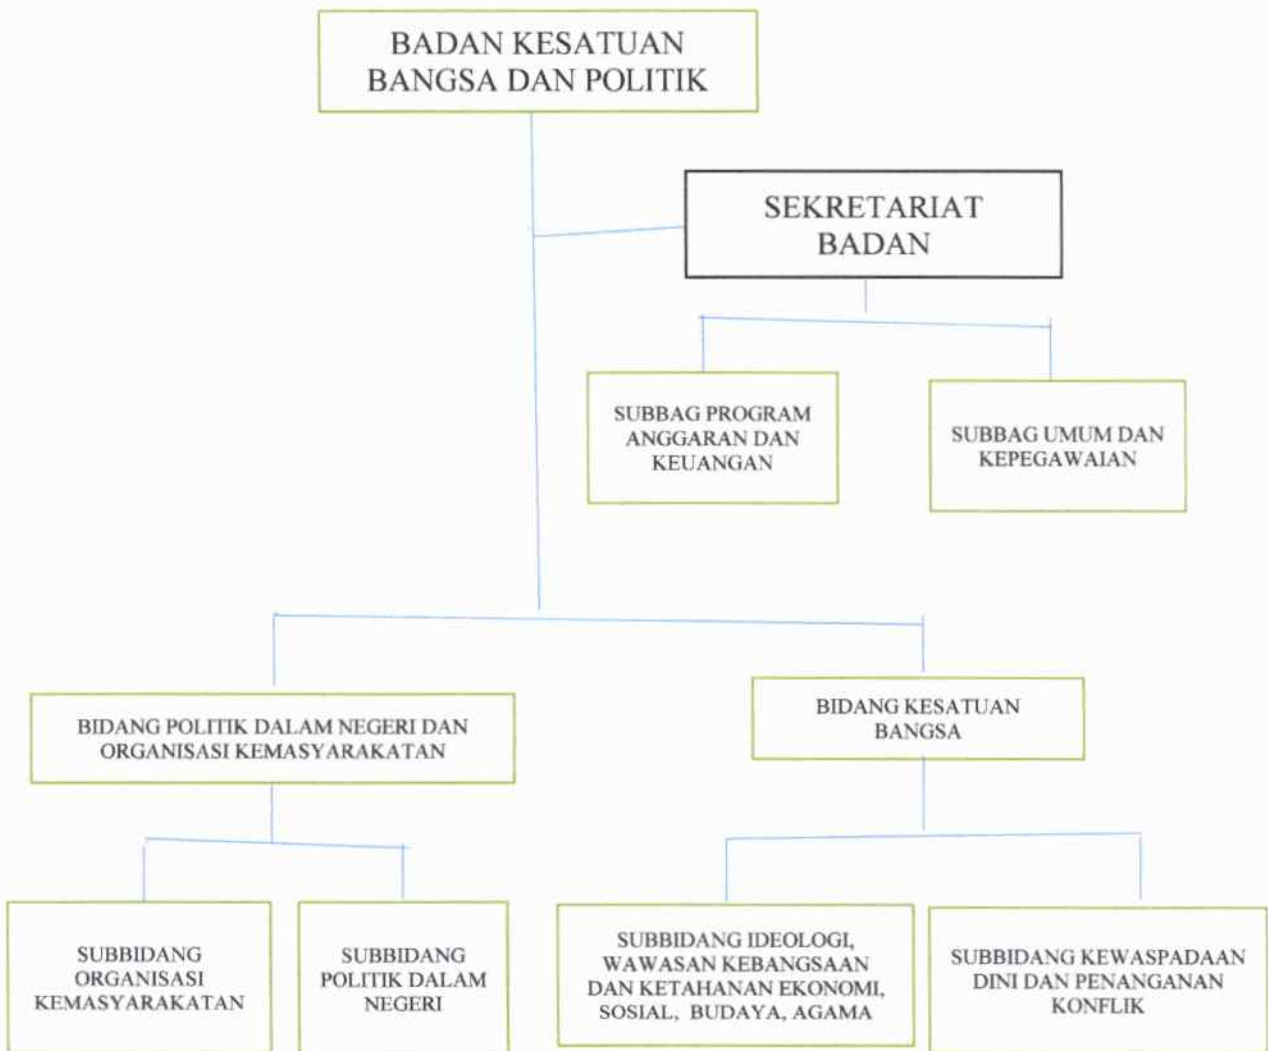 BADAN KESATUAN
BANGSA DAN POLITIK
SEKRETARIAT
BADAN
SUBBAG PROGRAM
ANGGARAN DAN
KEUANGAN
SUBBAG UMUM DAN
KEPEGAWAIAN
BIDANG POLITIK DALAM NEGERI DAN
ORGANISASI KEMASYARAKATAN
BIDANG KESATUAN
BANGSA
SUBBIDANG
ORGANISASI
KEMASYARAKATAN
SUBBIDANG
POLITIK DALAM
NEGERI
SUBBIDANG IDEOLOGI,
WAWASAN KEBANGSAAN
DAN KETAHANAN EKONOMI,
SOSIAL, BUDAYA, AGAMA
SUBBIDANG KEWASPADAAN
DINI DAN PENANGANAN
KONFLIK